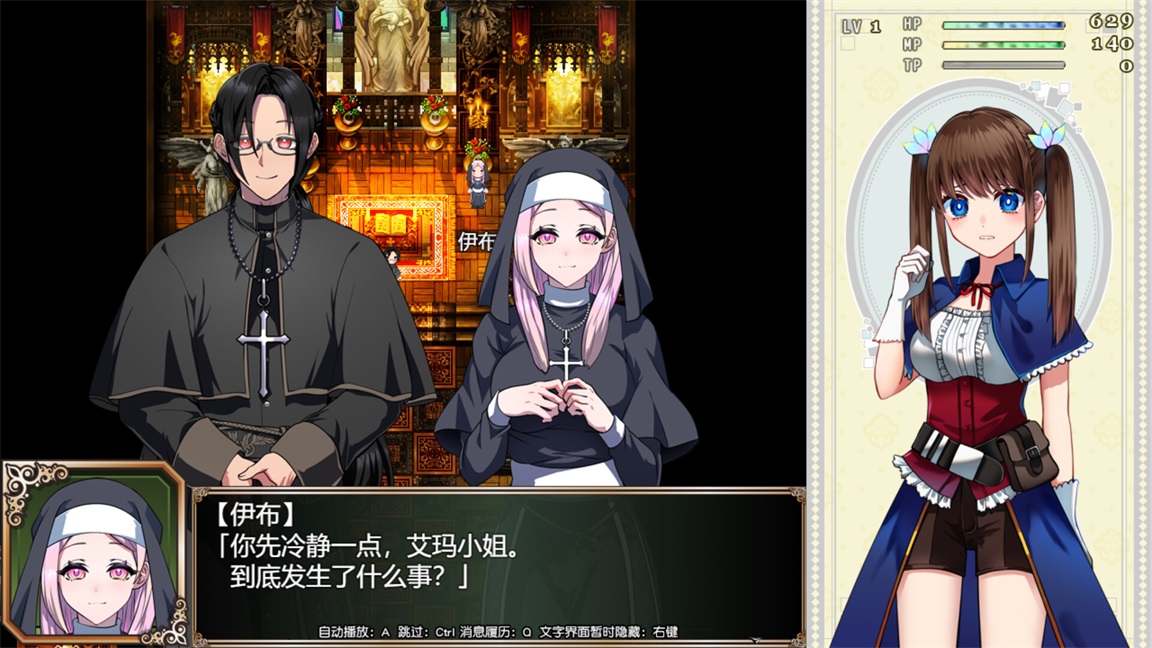 LV 1
HP 629
MP 140
TP 0
伊布
【伊布】
「你先冷静一点，艾玛小姐。
到底发生了什么事？」
自动播放：A 跳过：Ctrl 消息履历：Q 文字界面暂时隐藏：右键